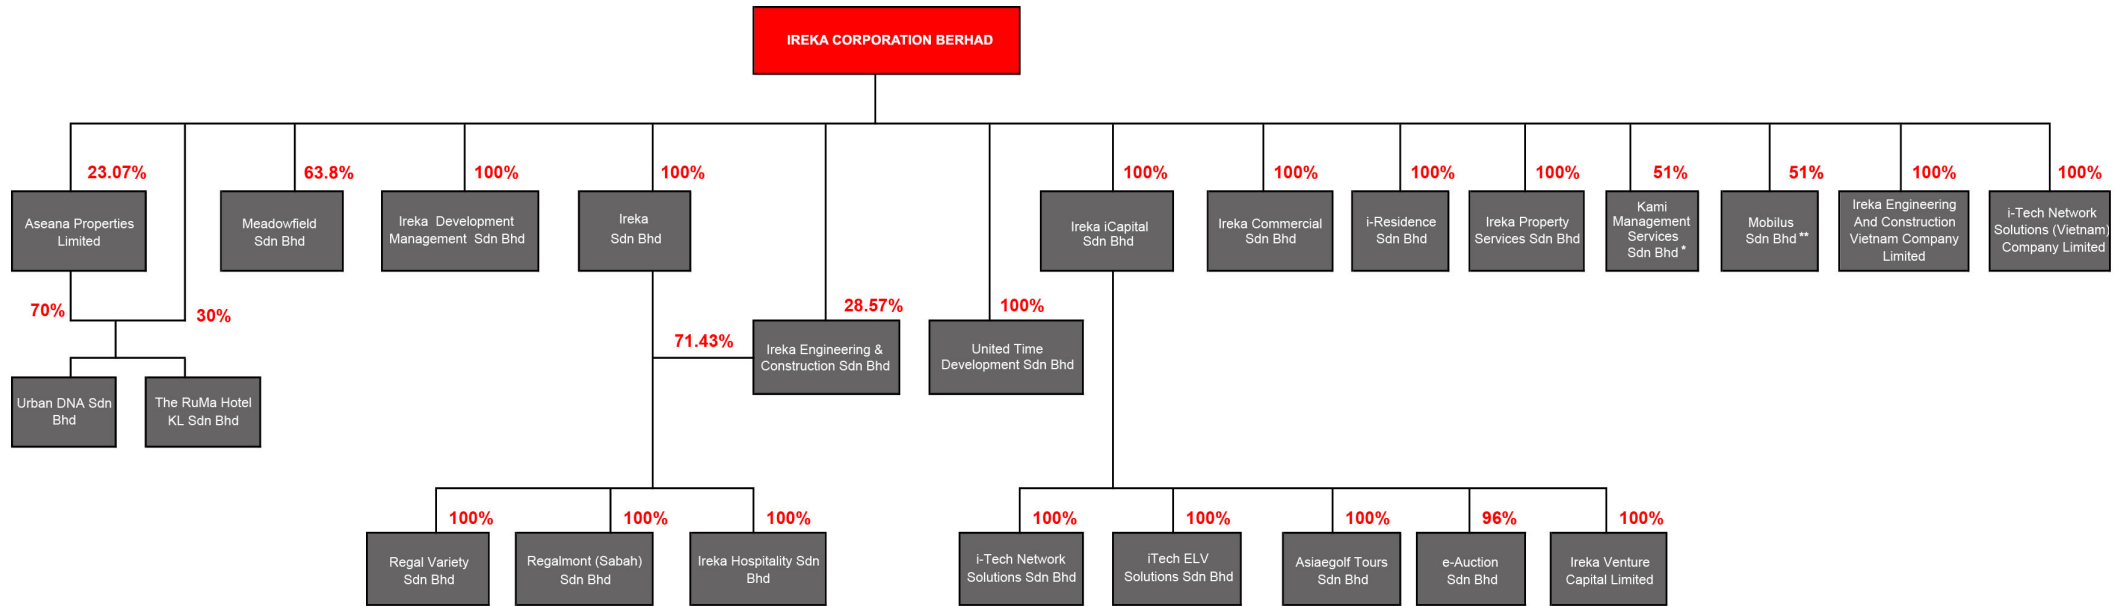 IREKA CORPORATION BERHAD
23.07%
63.8%
100%
100%
100%
100%
100%
100%
51%
51%
100%
100%
Aseana Properties
Limited
Meadowfield
Sdn Bhd
Ireka Development
Management Sdn Bhd
Ireka
Sdn Bhd
Ireka iCapital
Sdn Bhd
Ireka Commercial
Sdn Bhd
i-Residence
Sdn Bhd
Ireka Property
Services Sdn Bhd
Kami
Management
Services
Sdn Bhd *
Mobilus
Sdn Bhd **
Ireka Engineering
And Construction
Vietnam Company
Limited
i-Tech Network
Solutions (Vietnam)
Company Limited
70%
30%
71.43%
28.57%
100%
Ireka Engineering &
Construction Sdn Bhd
United Time
Development Sdn Bhd
Urban DNA Sdn
Bhd
The RuMa Hotel
KL Sdn Bhd
100%
100%
100%
100%
100%
100%
96%
100%
Regal Variety
Sdn Bhd
Regalmont (Sabah)
Sdn Bhd
Ireka Hospitality Sdn
Bhd
i-Tech Network
Solutions Sdn Bhd
iTech ELV
Solutions Sdn Bhd
Asiaegolf Tours
Sdn Bhd
e-Auction
Sdn Bhd
Ireka Venture
Capital Limited